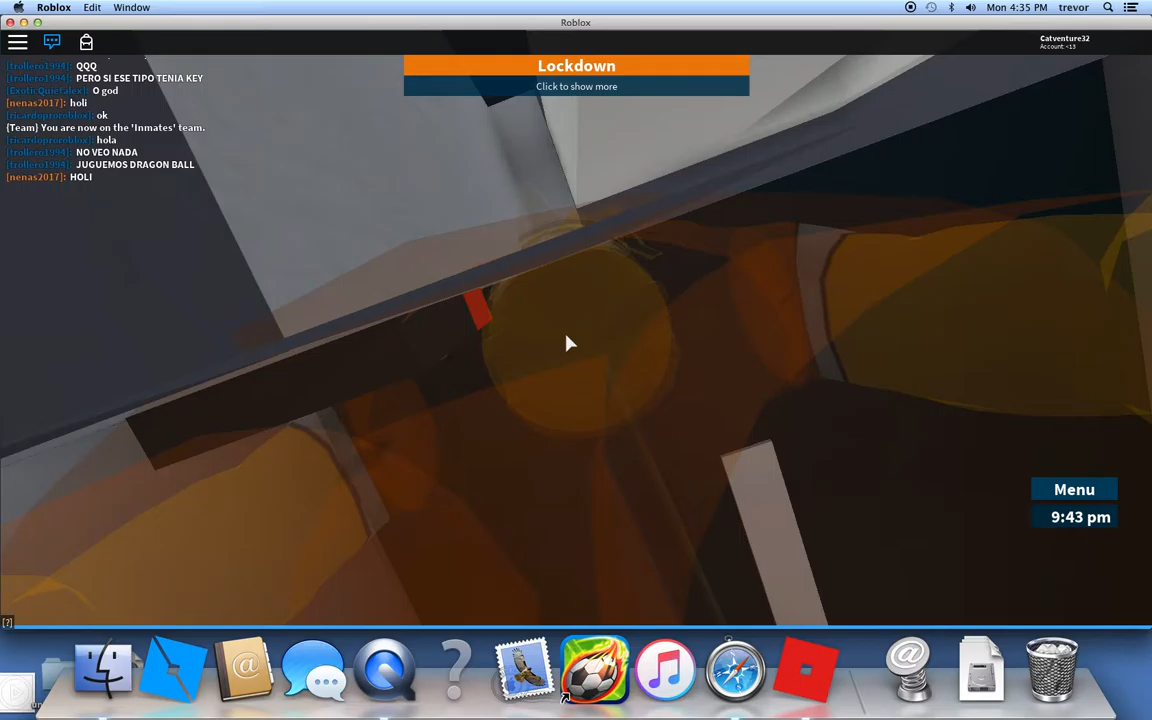 Roblox Edit Window Mon 4:35 PM trevor
Roblox
Catventure32
Account: <13
Lockdown
Click to show more
[trollero1994]: QQQ
[trollero1994]: PERO SI ESE TIPO TENIA KEY
[ExoticQuietalex]: O god
[nenas2017]: holi
[ricardoproroblox]: ok
{Team} You are now on the 'Inmates' team.
[ricardoproroblox]: hola
[trollero1994]: NO VEO NADA
[trollero1994]: JUGUEMOS DRAGON BALL
[nenas2017]: HOLI
Menu
9:43 pm
[?]